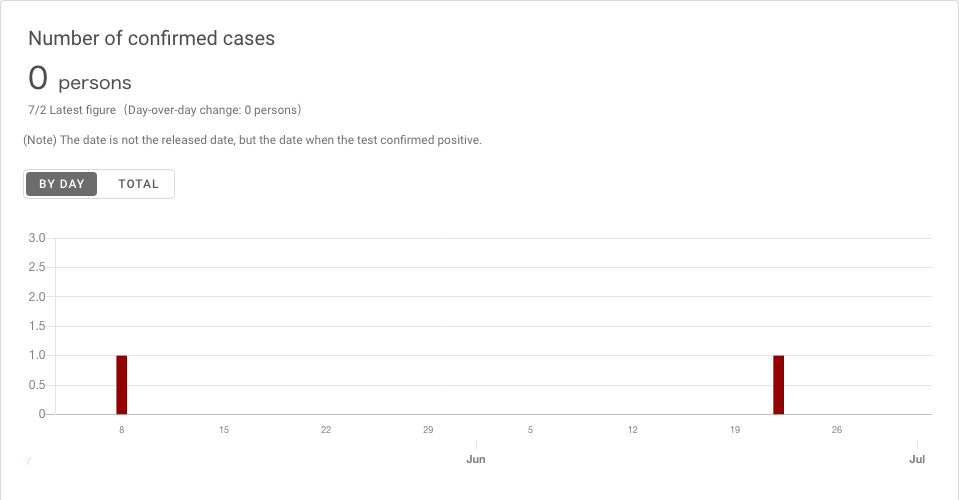 Number of confirmed cases
0 persons
7/2 Latest figure（Day-over-day change: 0 persons）
(Note) The date is not the released date, but the date when the test confirmed positive.
BY DAY TOTAL
3.0
2.5
2.0
1.5
1.0
0.5
0
8 15 22 29 5 12 19 26
y Jun Jul